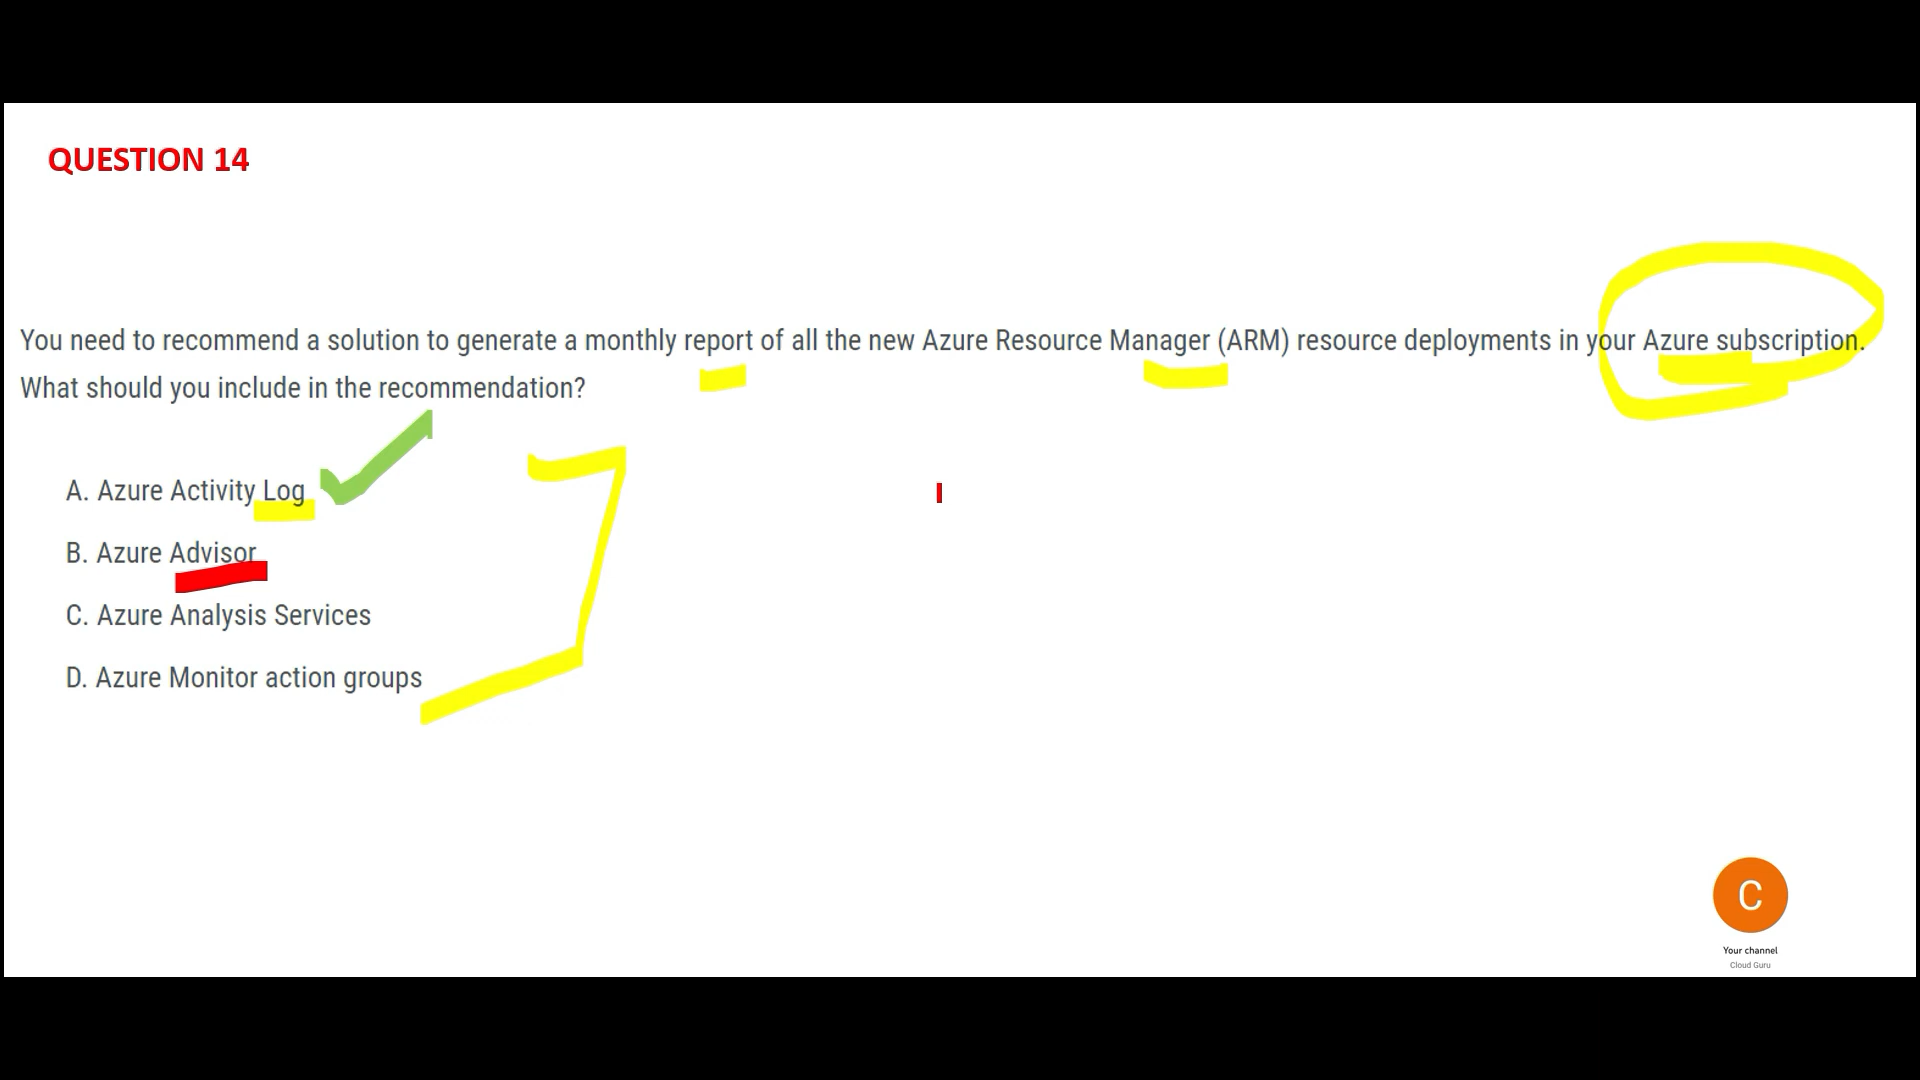 QUESTION 14
You need to recommend a solution to generate a monthly report of all the new Azure Resource Manager (ARM) resource deployments in your Azure subscription.
What should you include in the recommendation?
A. Azure Activity Log
B. Azure Advisor
C. Azure Analysis Services
D. Azure Monitor action groups
C
Your channel
Cloud Guru